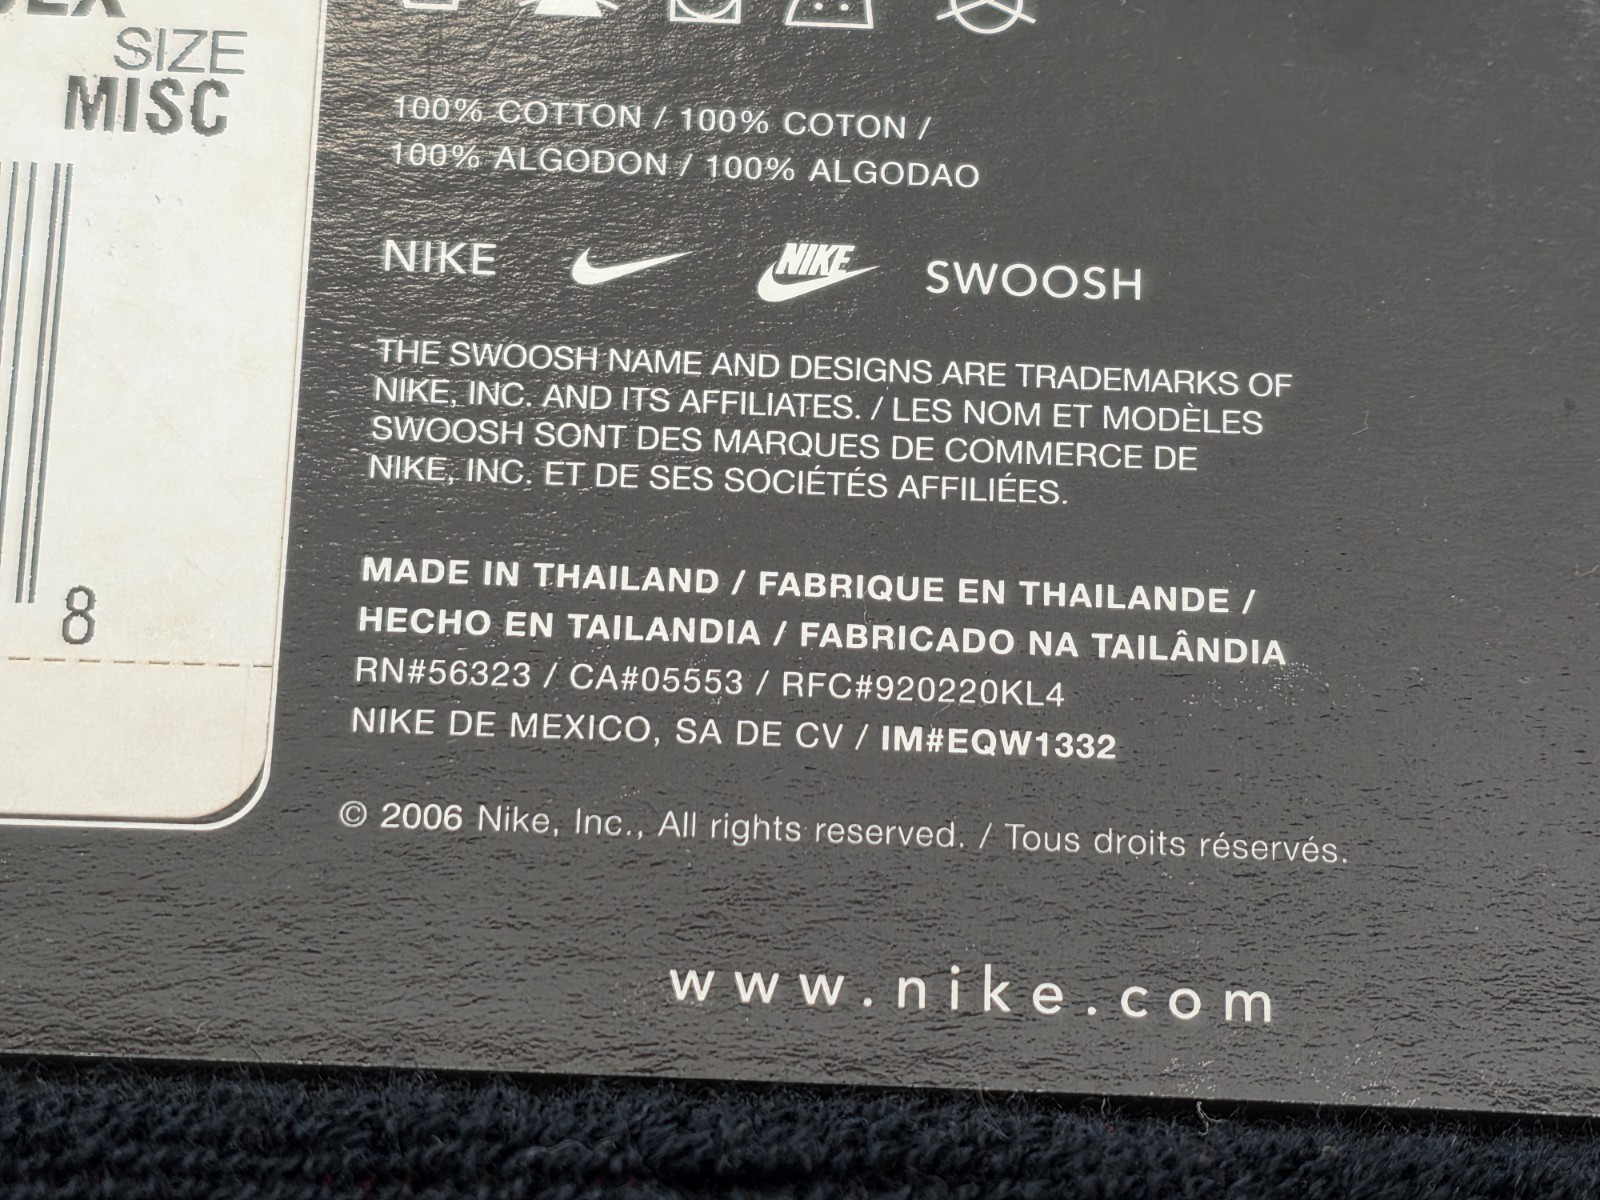 SIZE
MISC
8
100% COTTON / 100% COTON /
100% ALGODON / 100% ALGODAO
NIKE NIKE SWOOSH
THE SWOOSH NAME AND DESIGNS ARE TRADEMARKS OF
NIKE, INC. AND ITS AFFILIATES. / LES NOM ET MODÈLES
SWOOSH SONT DES MARQUES DE COMMERCE DE
NIKE, INC. ET DE SES SOCIÉTÉS AFFILIÉES.
MADE IN THAILAND / FABRIQUE EN THAILANDE /
HECHO EN TAILANDIA / FABRICADO NA TAILÂNDIA
RN#56323 / CA#05553 / RFC#920220KL4
NIKE DE MEXICO, SA DE CV / IM#EQW1332
© 2006 Nike, Inc., All rights reserved. / Tous droits réservés.
www.nike.com